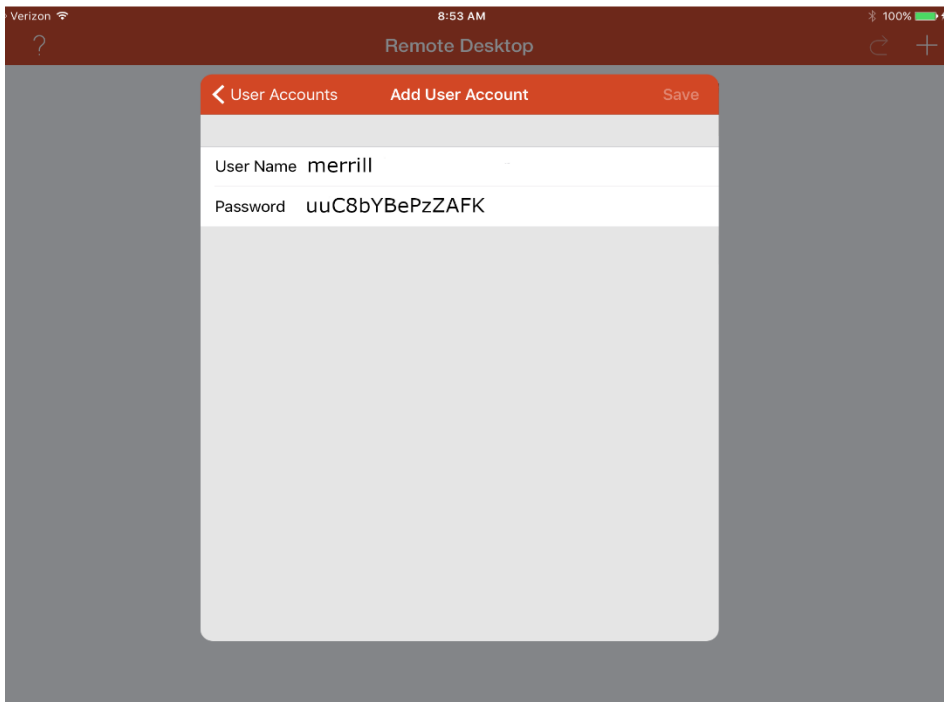 Verizon 8:53 AM 100%
? Remote Desktop
User Accounts Add User Account Save
User Name merrill
Password uuC8bYBePzZAFK